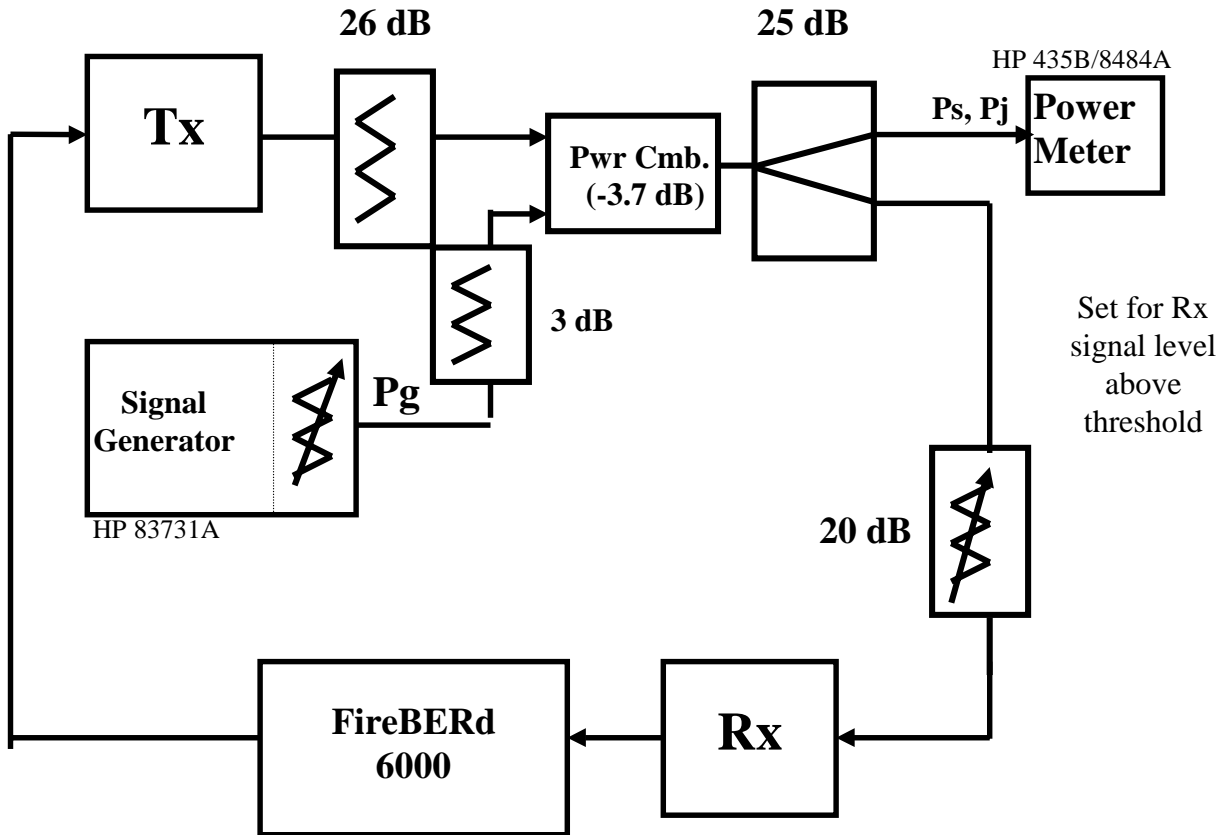 26 dB
25 dB
HP 435B/8484A
Tx
Ps, Pj
Power
Meter
Pwr Cmb.
(-3.7 dB)
3 dB
Set for Rx
signal level
above
threshold
Pg
Signal
Generator
HP 83731A
20 dB
FireBERd
6000
Rx